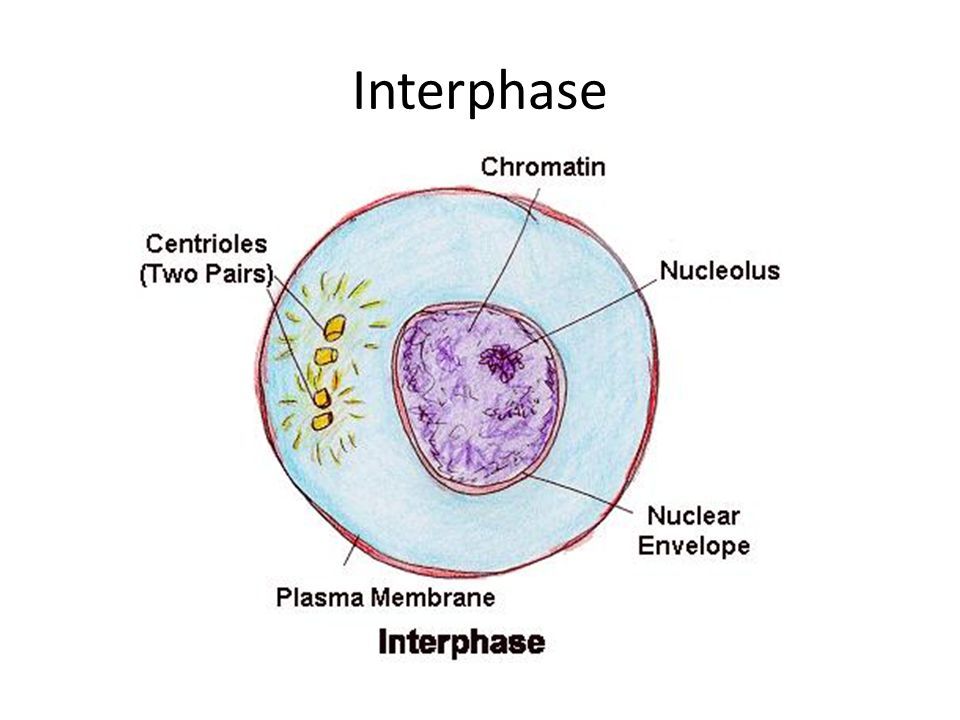 Interphase
Chromatin
Centrioles
(Two Pairs)
Nucleolus
Nuclear
Envelope
Plasma Membrane
Interphase